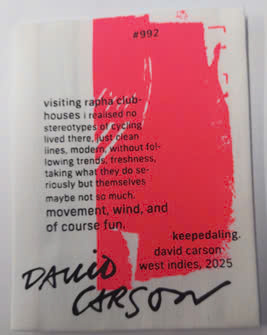 #992
visiting rapha club-
houses i realised no
stereotypes of cycling
lived there, just clean
lines, modern, without fol-
lowing trends, freshness,
taking what they do se-
riously but themselves
maybe not so much.
movement, wind, and
of course fun.
keepedaling.
david carson
west indies, 2025
DAVID
CARSON